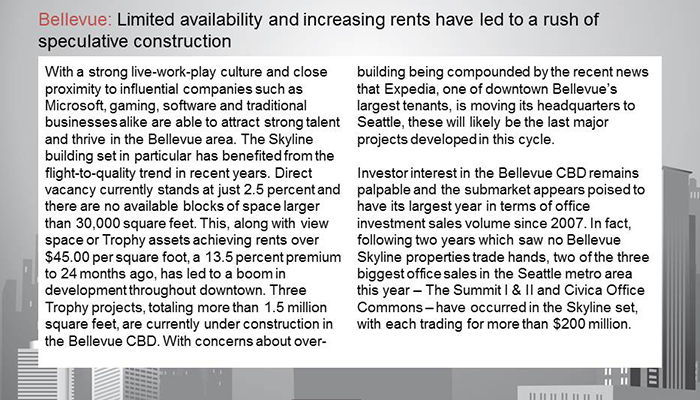 Bellevue: Limited availability and increasing rents have led to a rush of
speculative construction
With a strong live-work-play culture and close
proximity to influential companies such as
Microsoft, gaming, software and traditional
businesses alike are able to attract strong talent
and thrive in the Bellevue area. The Skyline
building set in particular has benefited from the
flight-to-quality trend in recent years. Direct
vacancy currently stands at just 2.5 percent and
there are no available blocks of space larger
than 30,000 square feet. This, along with view
space or Trophy assets achieving rents over
$45.00 per square foot, a 13.5 percent premium
to 24 months ago, has led to a boom in
development throughout downtown. Three
Trophy projects, totaling more than 1.5 million
square feet, are currently under construction in
the Bellevue CBD. With concerns about over-
building being compounded by the recent news
that Expedia, one of downtown Bellevue's
largest tenants, is moving its headquarters to
Seattle, these will likely be the last major
projects developed in this cycle.
Investor interest in the Bellevue CBD remains
palpable and the submarket appears poised to
have its largest year in terms of office
investment sales volume since 2007. In fact,
following two years which saw no Bellevue
Skyline properties trade hands, two of the three
biggest office sales in the Seattle metro area
this year – The Summit I & II and Civica Office
Commons – have occurred in the Skyline set,
with each trading for more than $200 million.